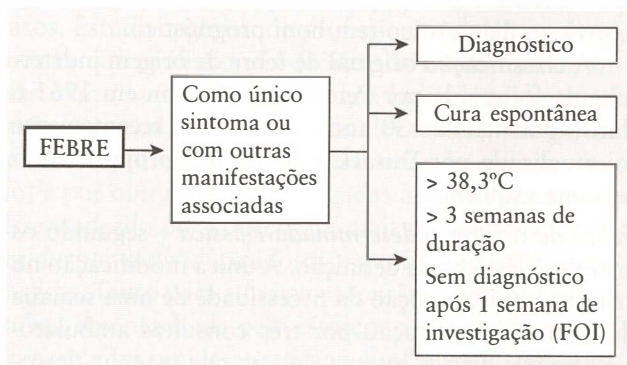 FEBRE
Como único
sintoma ou
com outras
manifestações
associadas
Diagnóstico
Cura espontânea
> 38,3ºC
> 3 semanas de
duração
Sem diagnóstico
após 1 semana de
investigação (FOI)